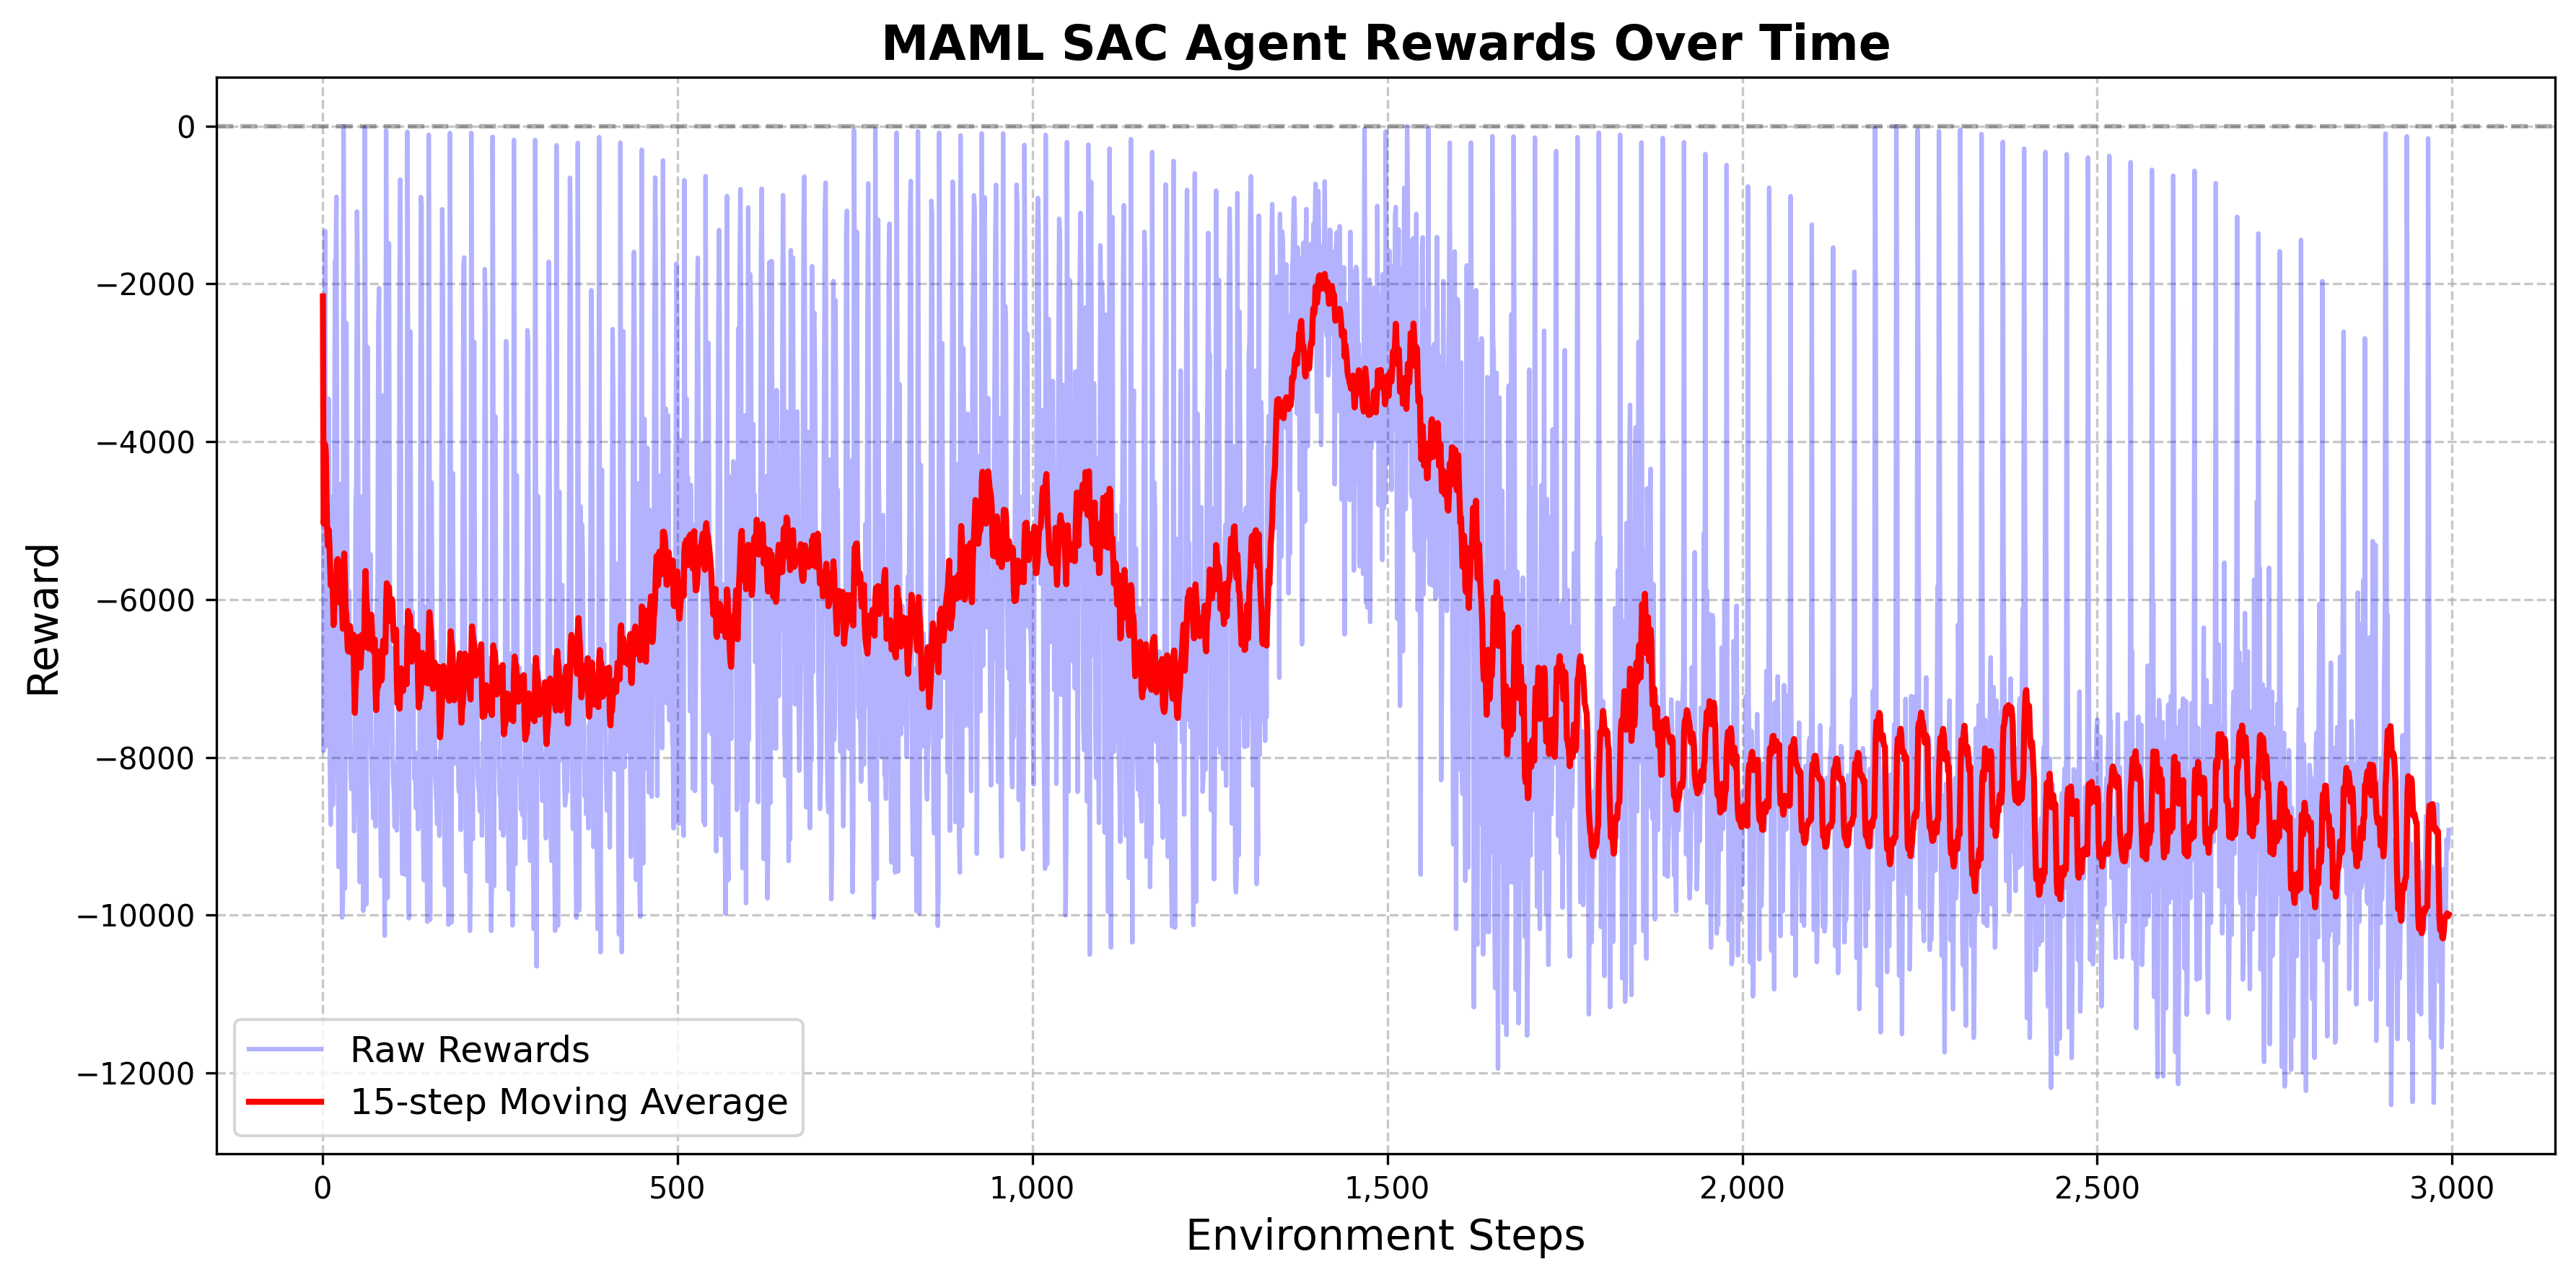 MAML SAC Agent Rewards Over Time
0
−2000
−4000
−6000
−8000
−10000
−12000
Reward
Raw Rewards
15-step Moving Average
0
500
1,000
1,500
2,000
2,500
3,000
Environment Steps